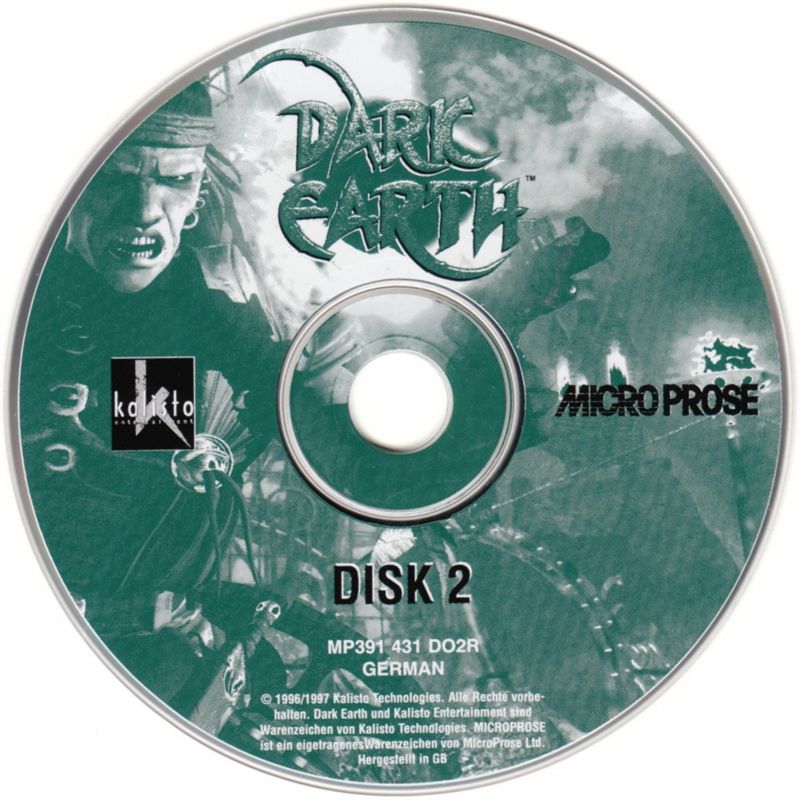 DARK
EARTH™
kalisto
entertainment
MICROPROSE
DISK 2
MP391 431 DO2R
GERMAN
© 1996/1997 Kalisto Technologies. Alle Rechte vorbe-
halten. Dark Earth und Kalisto Entertainment sind
Warenzeichen von Kalisto Technologies. MICROPROSE
ist ein eigetragenesWarenzeichen von MicroProse Ltd.
Hergestellt in GB